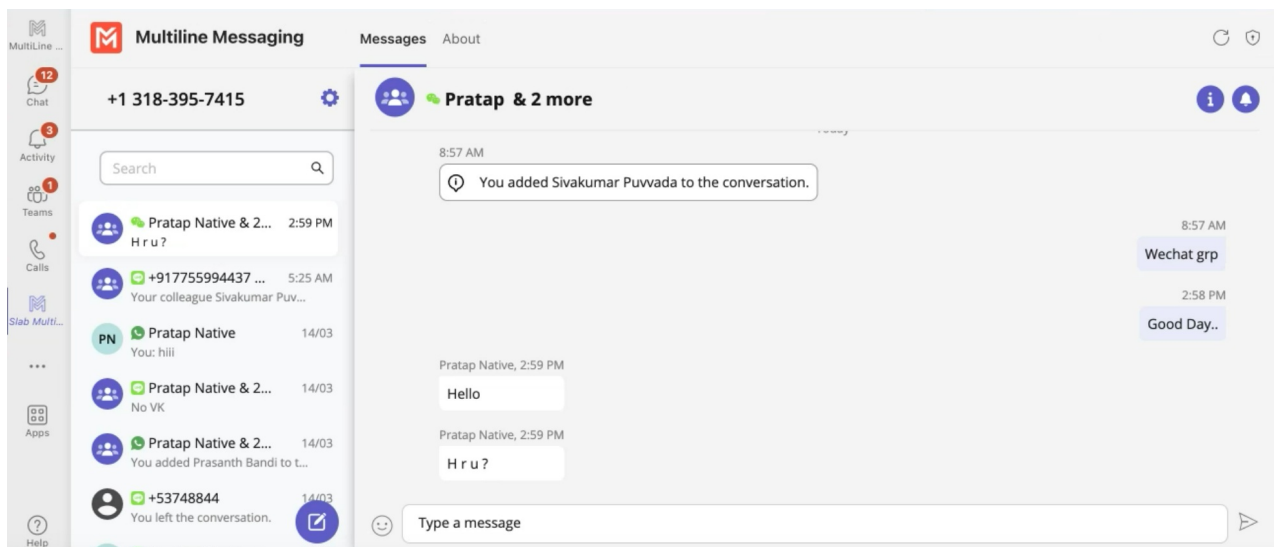 MultiLine ...
12
Chat
3
Activity
1
Teams
Calls
Slab Multi...
Apps
Help
Multiline Messaging
Messages About
+1 318-395-7415
Search
Pratap Native & 2... 2:59 PM
H r u ?
+917755994437 ... 5:25 AM
Your colleague Sivakumar Puv...
PN
Pratap Native 14/03
You: hiii
Pratap Native & 2... 14/03
No VK
Pratap Native & 2... 14/03
You added Prasanth Bandi to t...
+53748844 14/03
You left the conversation.
Pratap & 2 more
Today
8:57 AM
You added Sivakumar Puvvada to the conversation.
8:57 AM
Wechat grp
2:58 PM
Good Day..
Pratap Native, 2:59 PM
Hello
Pratap Native, 2:59 PM
H r u ?
Type a message